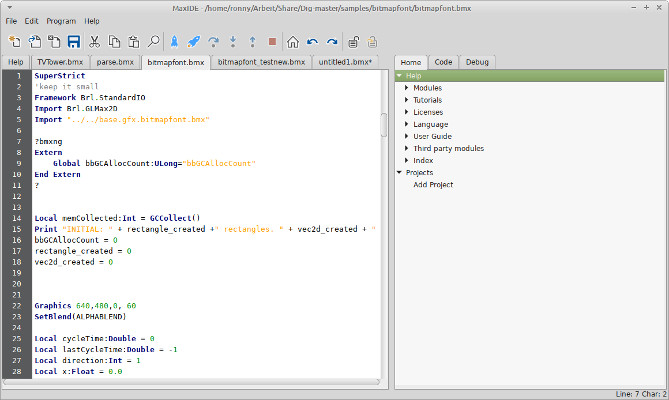 MaxIDE - /home/ronny/Arbeit/Share/Dig-master/samples/bitmapfont/bitmapfont.bmx
File Edit Program Help
Help TVTower.bmx parse.bmx bitmapfont.bmx bitmapfont_testnew.bmx untitled1.bmx*
1 SuperStrict
2 'keep it small
3 Framework Brl.StandardIO
4 Import Brl.GLMax2D
5 Import "../../base.gfx.bitmapfont.bmx"
6
7 ?bmxng
8 Extern
9 Global bbGCAllocCount:ULong="bbGCAllocCount"
10 End Extern
11 ?
12
13
14 Local memCollected:Int = GCCollect()
15 Print "INITIAL: " + rectangle_created +" rectangles. " + vec2d_created + "
16 bbGCAllocCount = 0
17 rectangle_created = 0
18 vec2d_created = 0
19
20
21
22 Graphics 640,480,0, 60
23 SetBlend(ALPHABLEND)
24
25 Local cycleTime:Double = 0
26 Local lastCycleTime:Double = -1
27 Local direction:Int = 1
28 Local x:Float = 0.0
Home Code Debug
Help
Modules
Tutorials
Licenses
Language
User Guide
Third party modules
Index
Projects
Add Project
Line: 7 Char: 2